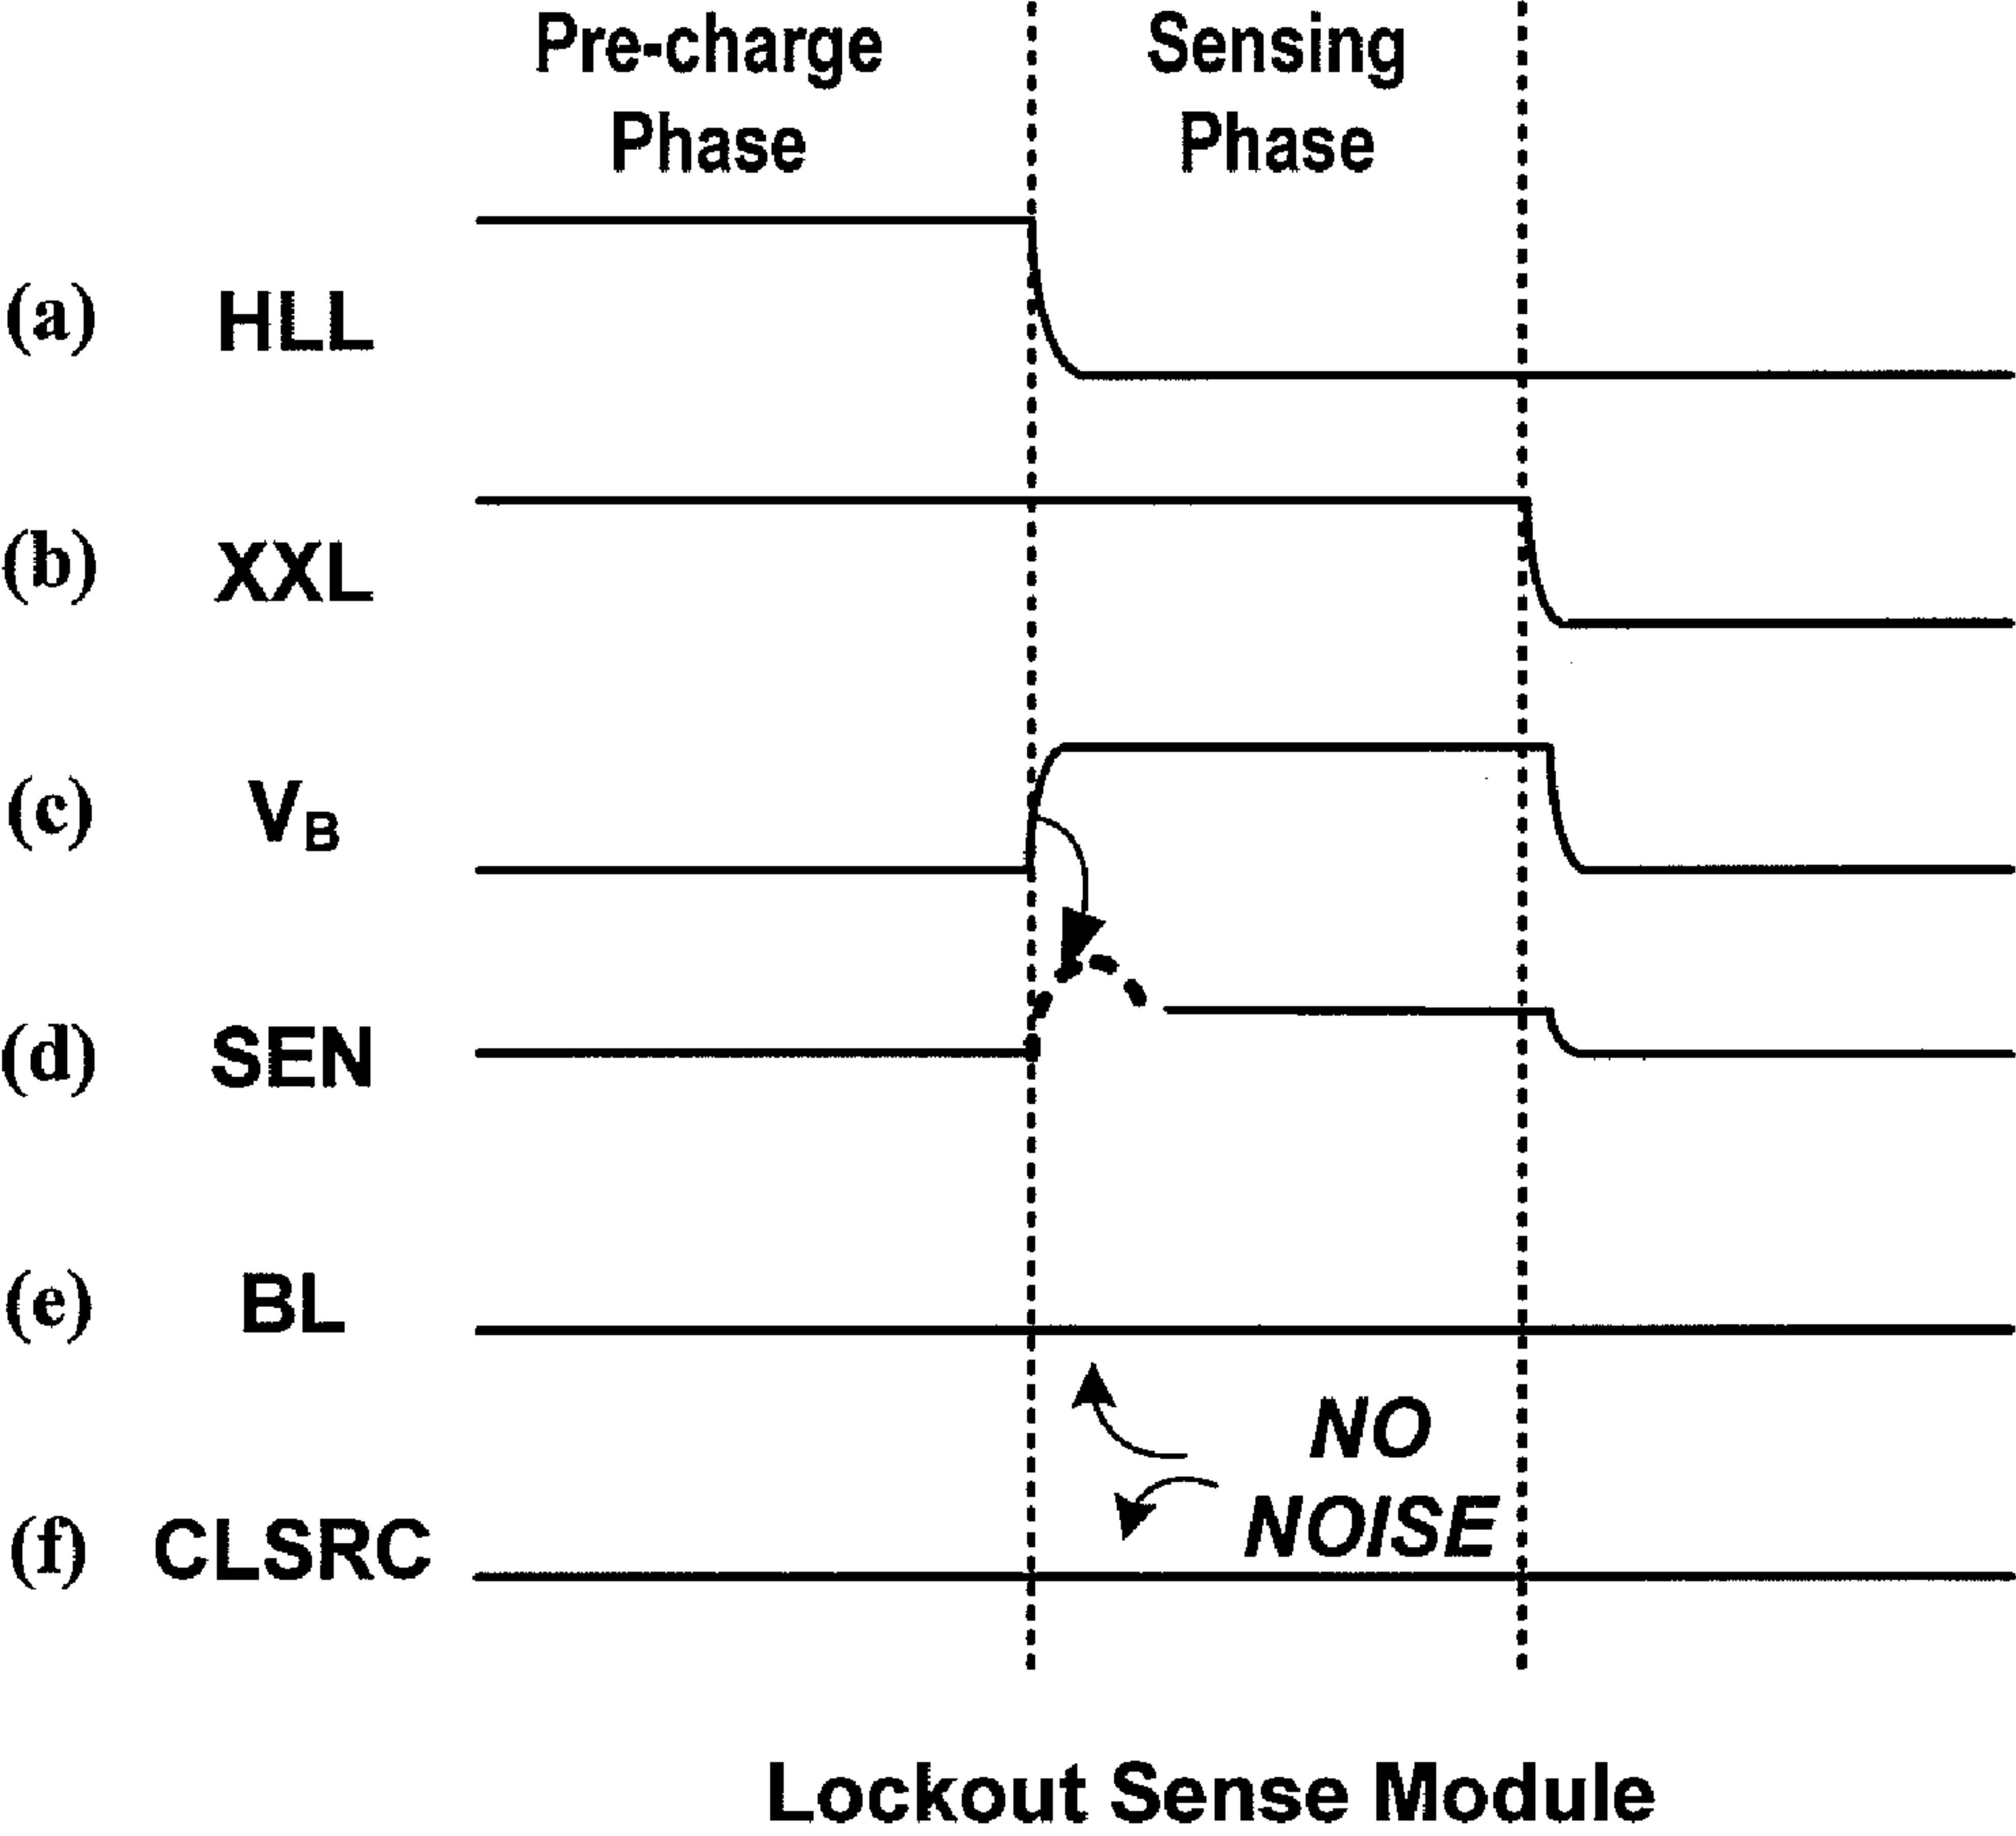 Pre-charge Phase
Sensing Phase
(a) HLL
(b) XXL
(c) VB
(d) SEN
(e) BL
NO
NOISE
(f) CLSRC
Lockout Sense Module